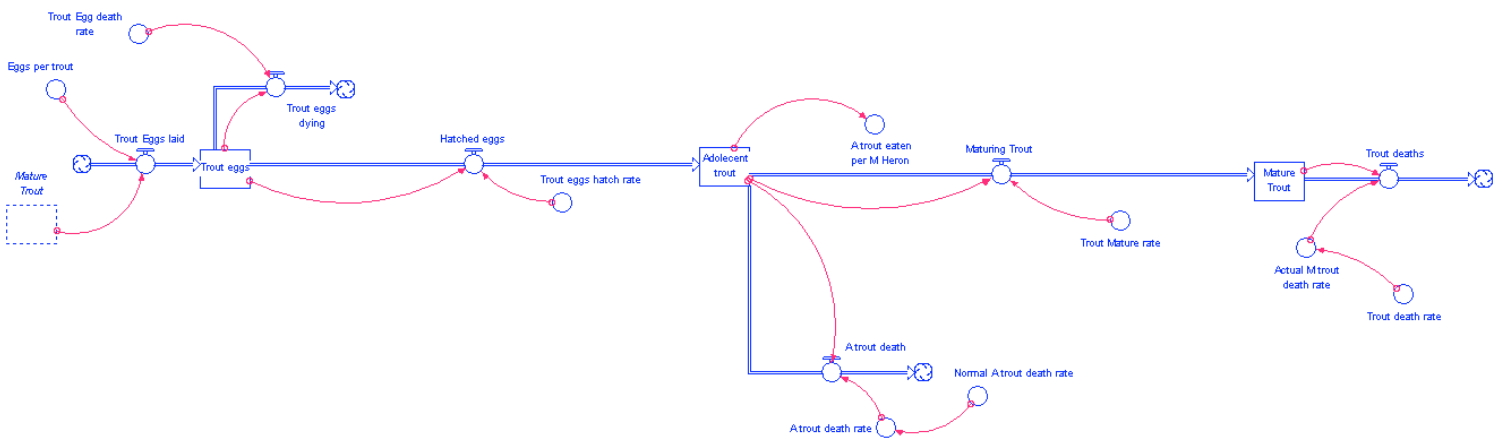 Trout Egg death
rate
Eggs per trout
Trout eggs
dying
Trout Eggs laid
Mature
Trout
Trout eggs
Hatched eggs
Trout eggs hatch rate
Adolecent
trout
A trout eaten
per M Heron
Maturing Trout
Trout Mature rate
Mature
Trout
Trout deaths
Actual M trout
death rate
Trout death rate
A trout death
Normal A trout death rate
A trout death rate